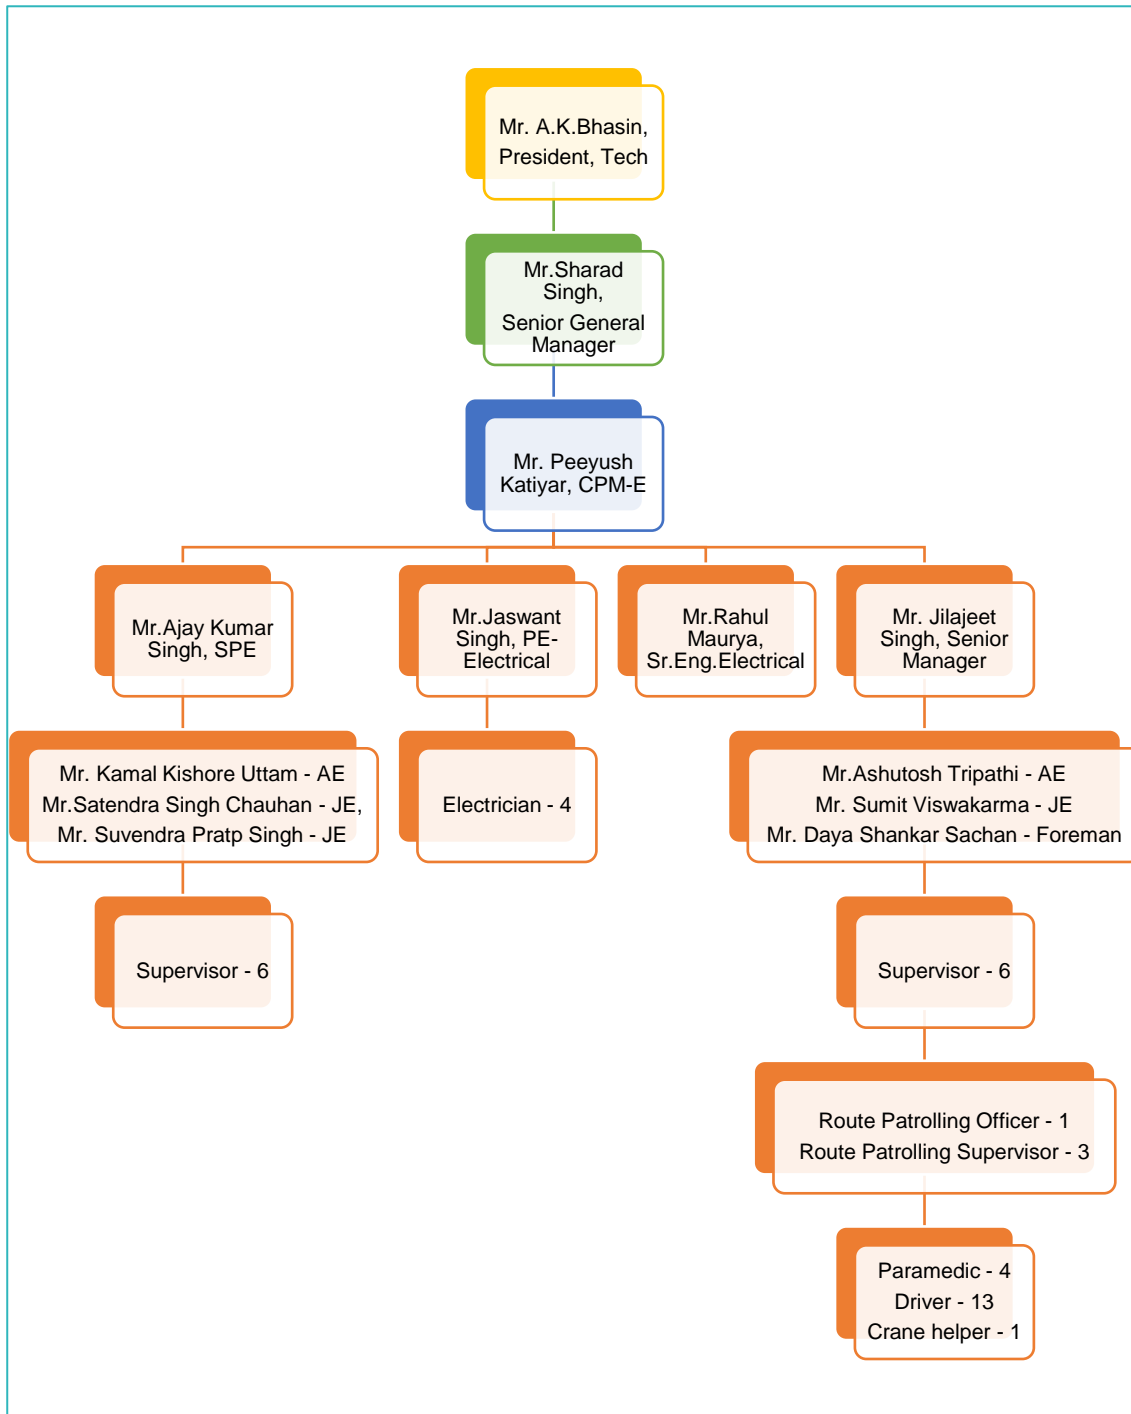 Mr. A.K.Bhasin,
President, Tech
Mr.Sharad
Singh,
Senior General
Manager
Mr. Peeyush
Katiyar, CPM-E
Mr.Ajay Kumar
Singh, SPE
Mr.Jaswant
Singh, PE-
Electrical
Mr.Rahul
Maurya,
Sr.Eng.Electrical
Mr. Jilajeet
Singh, Senior
Manager
Mr. Kamal Kishore Uttam - AE
Mr.Satendra Singh Chauhan - JE,
Mr. Suvendra Pratp Singh - JE
Electrician - 4
Mr.Ashutosh Tripathi - AE
Mr. Sumit Viswakarma - JE
Mr. Daya Shankar Sachan - Foreman
Supervisor - 6
Supervisor - 6
Route Patrolling Officer - 1
Route Patrolling Supervisor - 3
Paramedic - 4
Driver - 13
Crane helper - 1